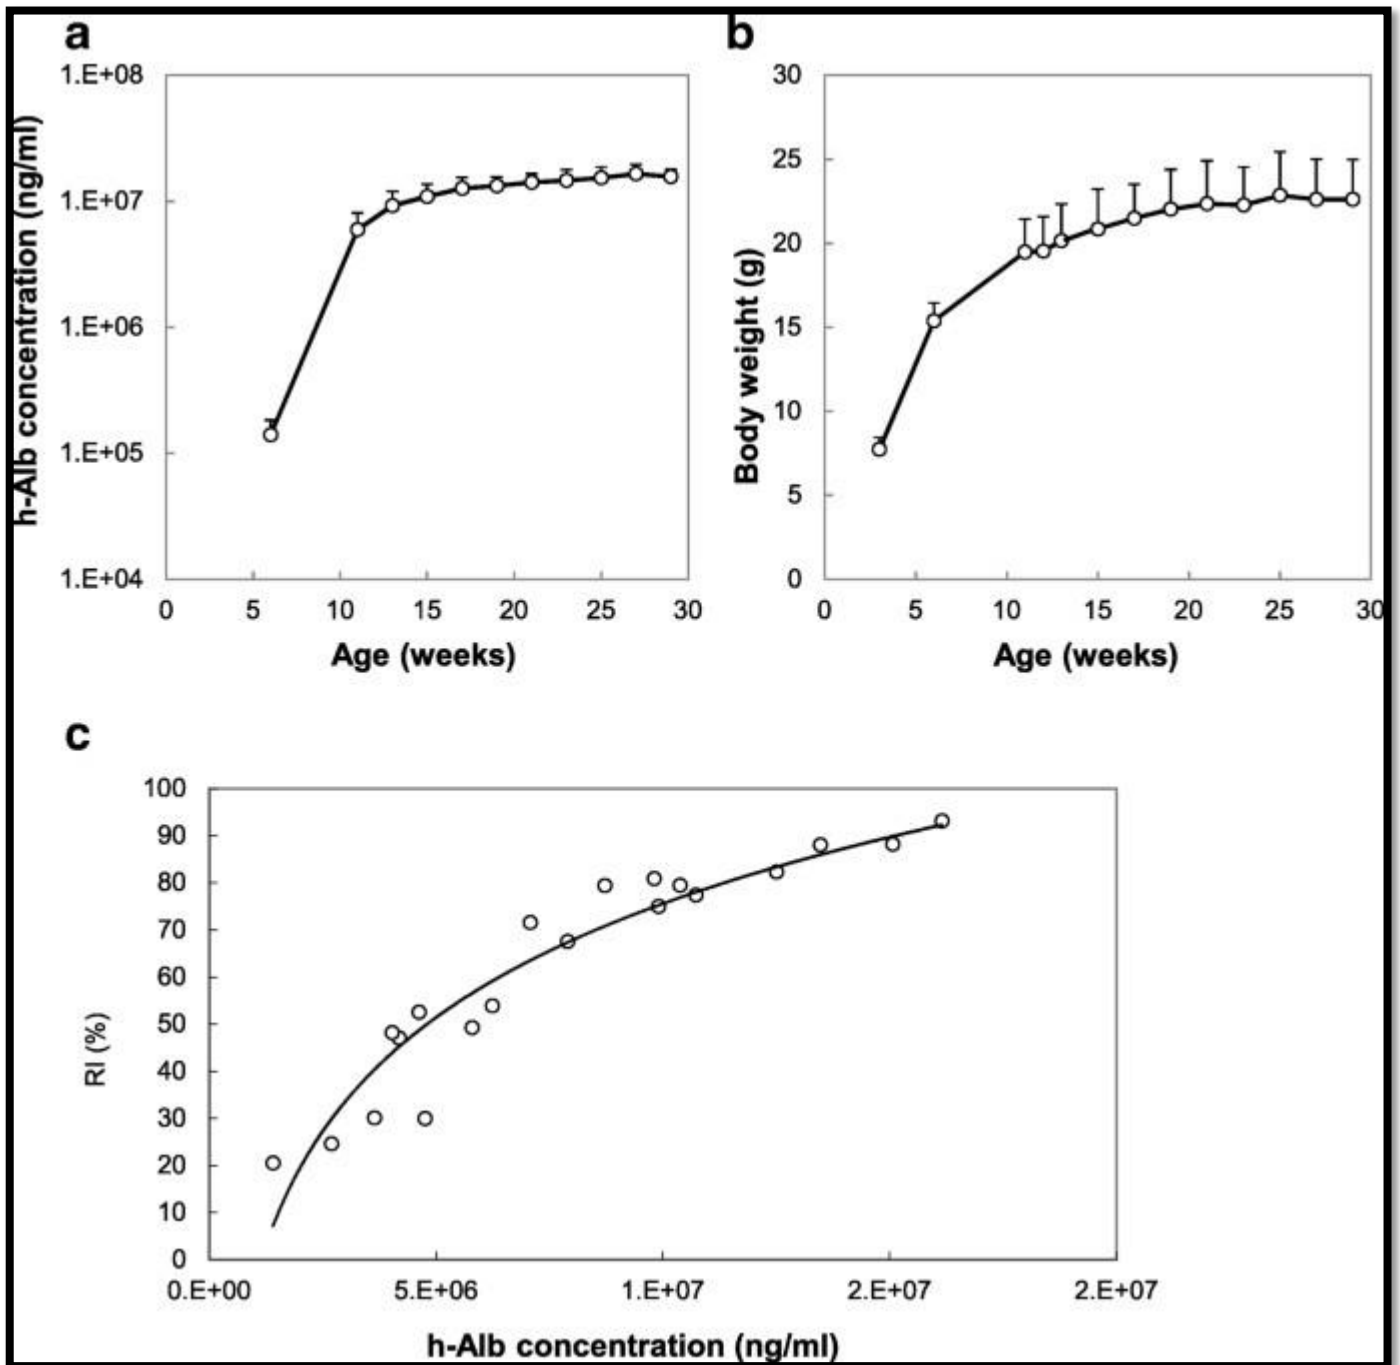 a
h-Alb concentration (ng/ml)
1.E+08
1.E+07
1.E+06
1.E+05
1.E+04
0 5 10 15 20 25 30
Age (weeks)
b
Body weight (g)
30
25
20
15
10
5
0
0 5 10 15 20 25 30
Age (weeks)
c
RI (%)
100
90
80
70
60
50
40
30
20
10
0
0.E+00 5.E+06 1.E+07 2.E+07 2.E+07
h-Alb concentration (ng/ml)